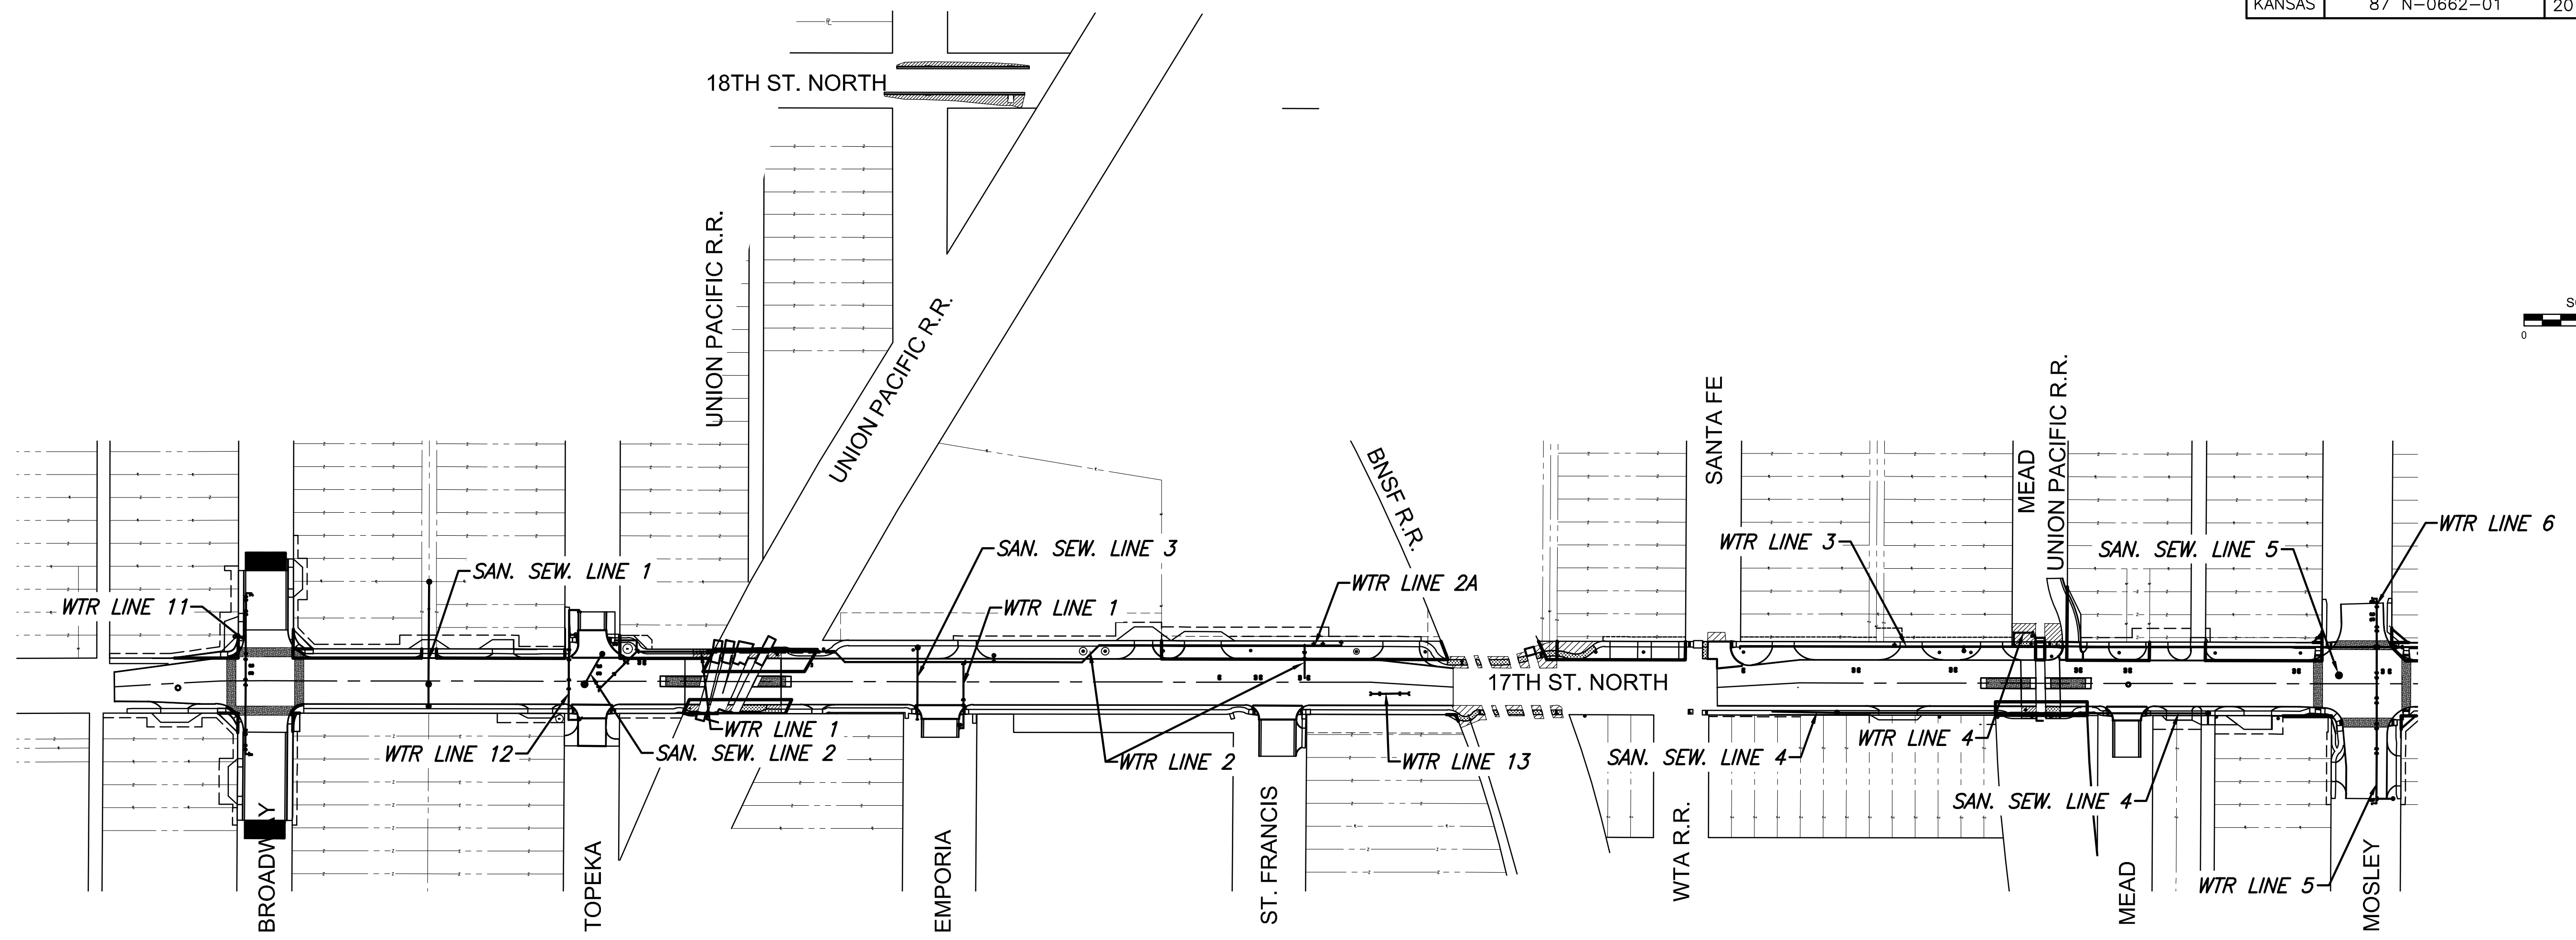 KANSAS 87 N-0662-01 20
18TH ST. NORTH
UNION PACIFIC R.R.
UNION PACIFIC R.R.
0
SANTA FE
MEAD
UNION PACIFIC R.R.
BNSF R.R.
WTR LINE 6
SAN. SEW. LINE 3
WTR LINE 3
SAN. SEW. LINE 5
SAN. SEW. LINE 1
WTR LINE 2A
WTR LINE 11
WTR LINE 1
17TH ST. NORTH
WTR LINE 1
WTR LINE 4
WTR LINE 12
SAN. SEW. LINE 2
WTR LINE 2
WTR LINE 13
SAN. SEW. LINE 4
SAN. SEW. LINE 4
WTR LINE 5
BROADWAY
TOPEKA
EMPORIA
ST. FRANCIS
WTA R.R.
MEAD
MOSLEY